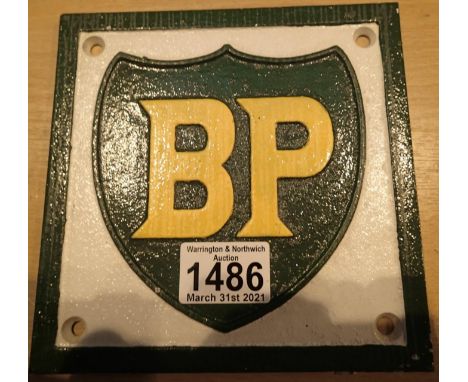 BP
Warrington & Northwich
Auction
1486
March 31st 2021